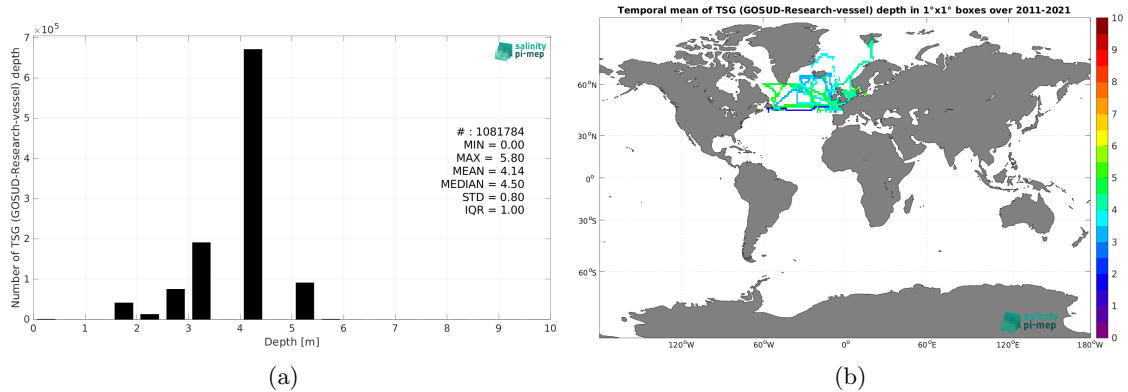 ×10⁵
7
6
5
4
3
2
1
0
Number of TSG (GOSUD-Research-vessel) depth
salinity
pi-mep
# : 1081784
MIN = 0.00
MAX = 5.80
MEAN = 4.14
MEDIAN = 4.50
STD = 0.80
IQR = 1.00
0 1 2 3 4 5 6 7 8 9 10
Depth [m]
(a)
Temporal mean of TSG (GOSUD-Research-vessel) depth in 1°x1° boxes over 2011-2021
60°N
30°N
0°
30°S
60°S
120°W 60°W 0° 60°E 120°E 180°W
salinity
pi-mep
10
9
8
7
6
5
4
3
2
1
0
(b)